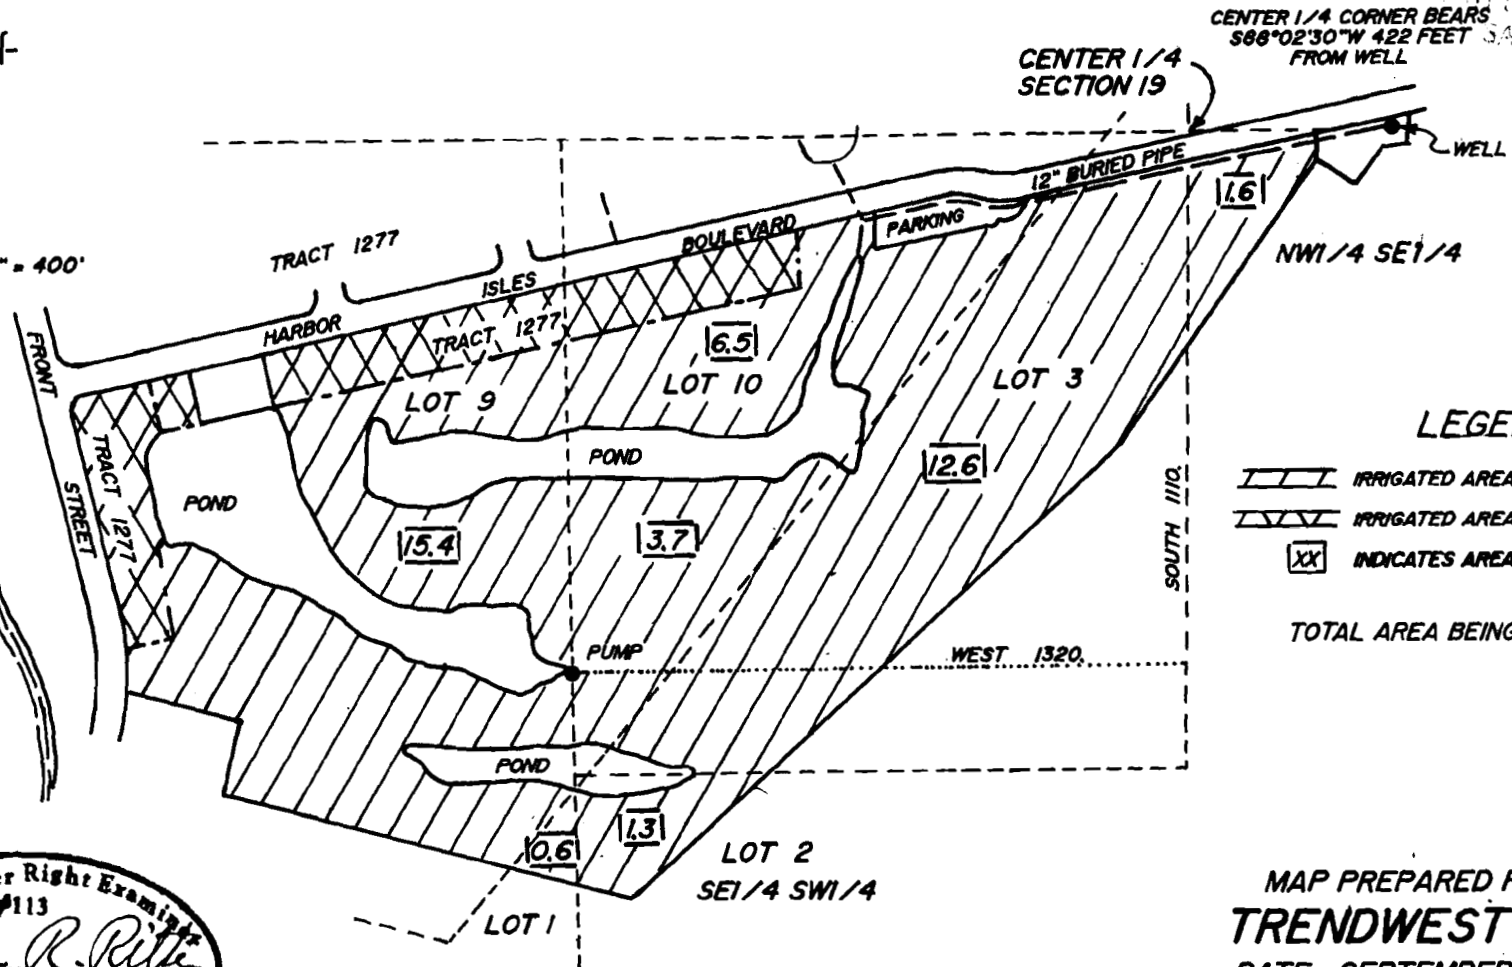 CENTER 1/4 CORNER BEARS
S66°02'30"W 422 FEET
FROM WELL
CENTER 1/4
SECTION 19
12" BURIED PIPE
WELL
1.6
NW1/4 SE1/4
PARKING
TRACT 1277
HARBOR ISLES BOULEVARD
" = 400'
TRACT 1277
6.5
LOT 9
LOT 10
LOT 3
FRONT STREET
TRACT 1277
POND
POND
12.6
15.4
3.7
SOUTH 1110.
LEGE
IRRIGATED AREA
IRRIGATED AREA
XX INDICATES AREA
TOTAL AREA BEING
PUMP
WEST 1320.
POND
1.3
0.6
LOT 2
SE1/4 SW1/4
LOT 1
r Right Examiner
113
MAP PREPARED
TRENDWEST